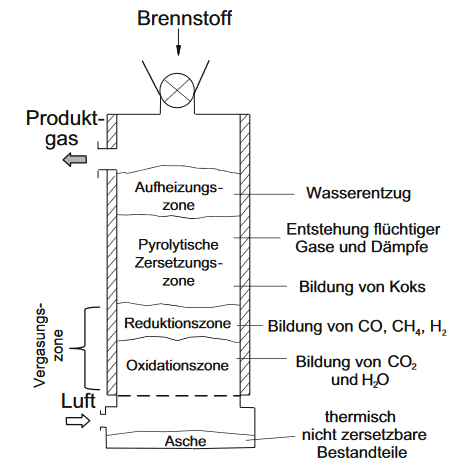 Brennstoff
Produkt-
gas
Aufheizungs-
zone
Wasserentzug
Pyrolytische
Zersetzungs-
zone
Entstehung flüchtiger
Gase und Dämpfe
Bildung von Koks
Vergasungs-
zone
Reduktionszone
Bildung von CO, CH₄, H₂
Oxidationszone
Bildung von CO₂
und H₂O
Luft
Asche
thermisch
nicht zersetzbare
Bestandteile